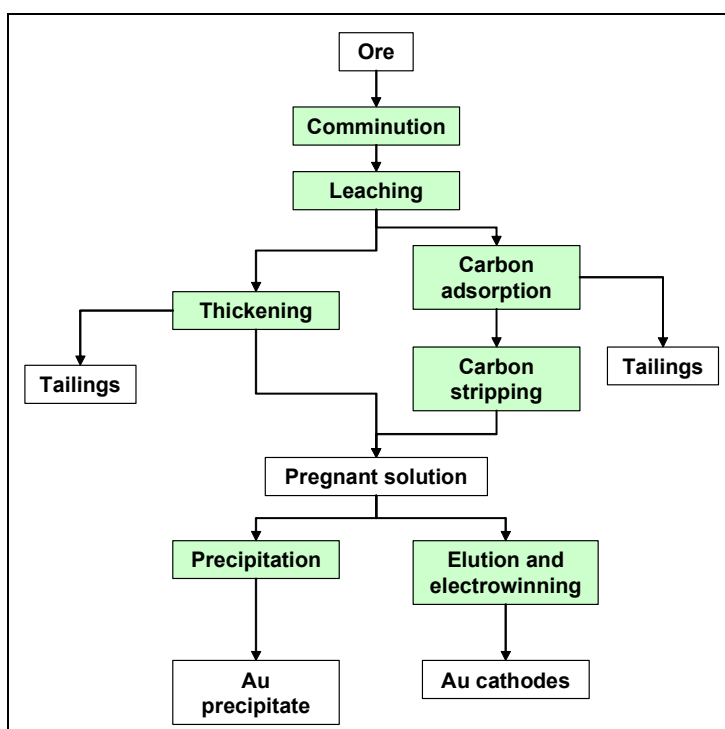 Ore
Comminution
Leaching
Carbon
adsorption
Thickening
Tailings
Carbon
stripping
Tailings
Pregnant solution
Precipitation
Elution and
electrowinning
Au
precipitate
Au cathodes